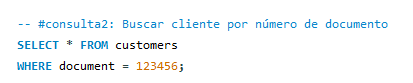 -- #consulta2: Buscar cliente por número de documento
SELECT * FROM customers
WHERE document = 123456;